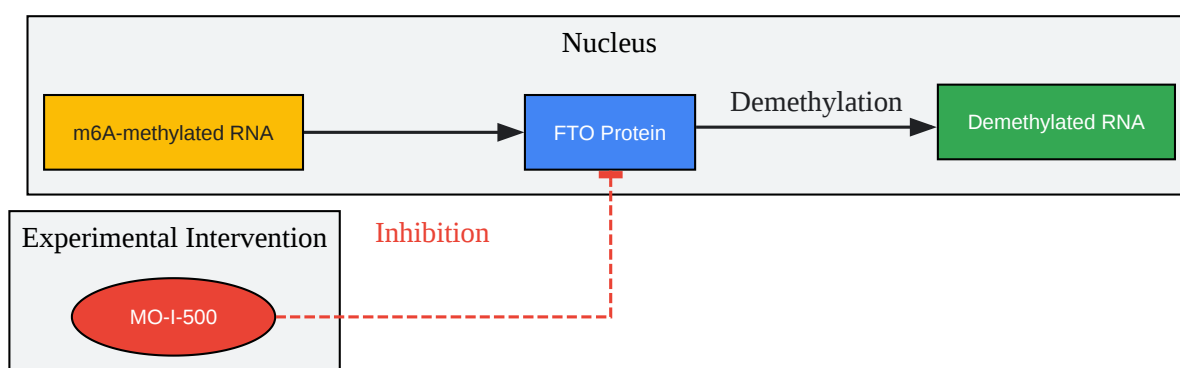 Nucleus
m6A-methylated RNA
FTO Protein
Demethylation
Demethylated RNA
Experimental Intervention
Inhibition
MO-I-500